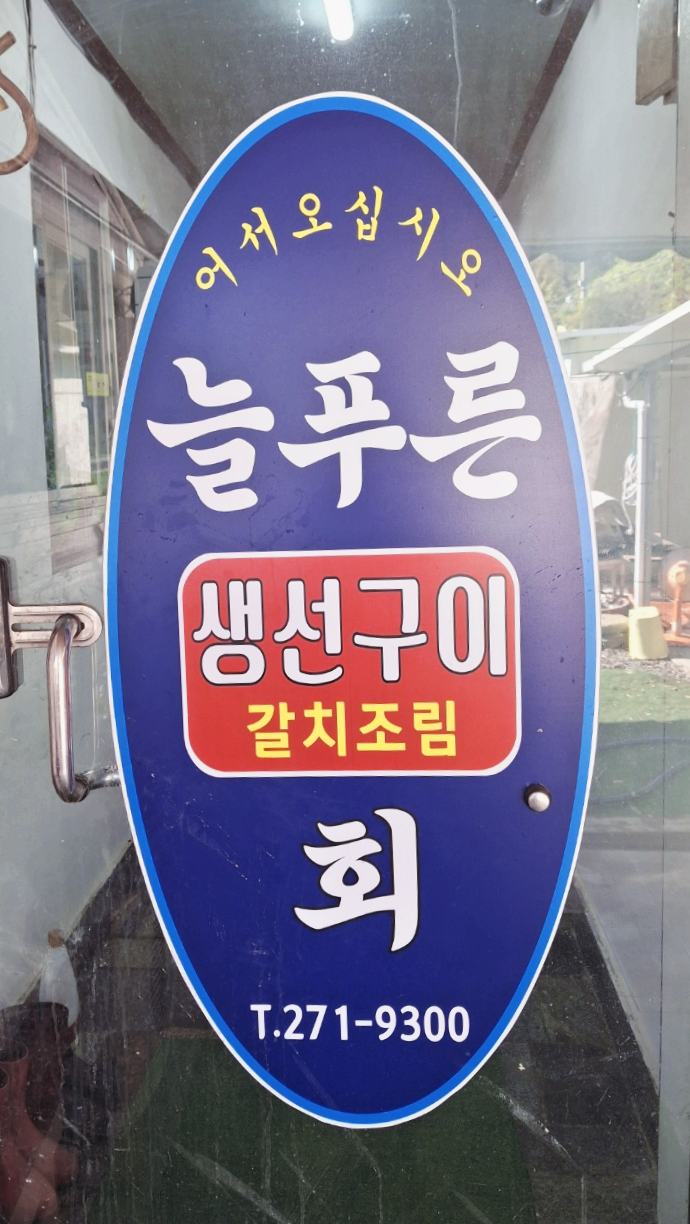 어서오십시오
늘푸른
생선구이
갈치조림
회
T.271-9300